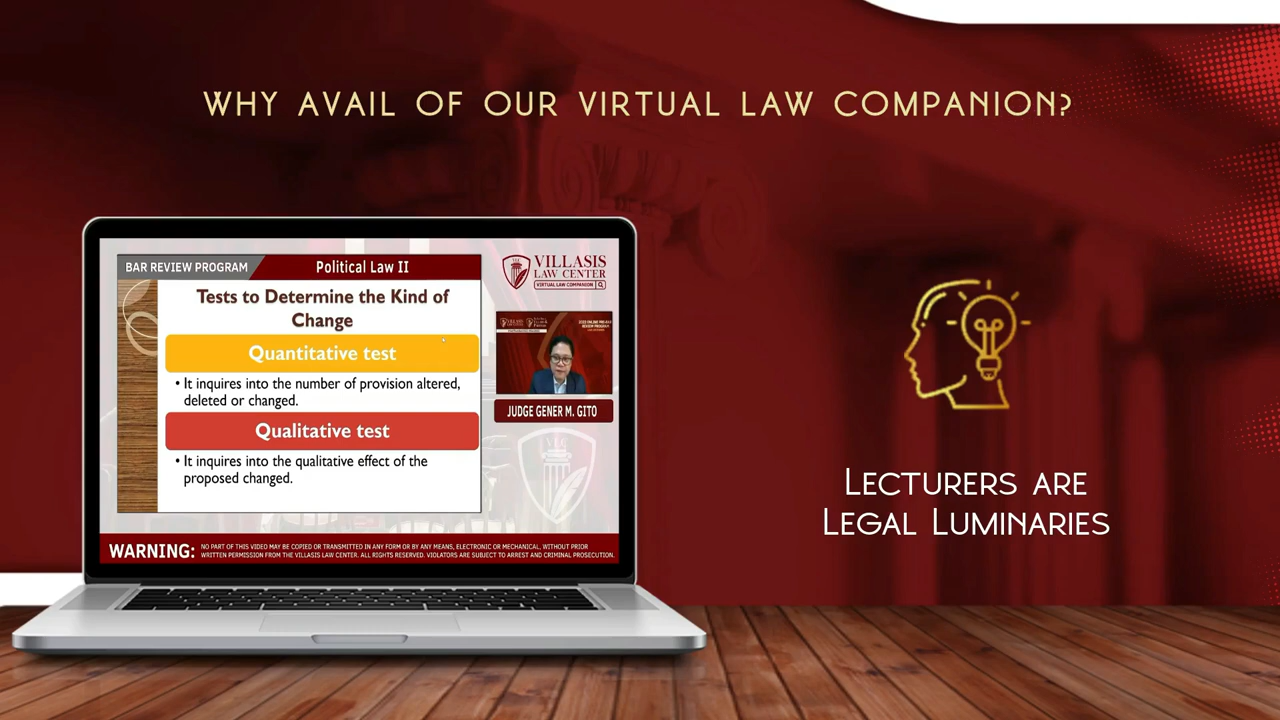 WHY AVAIL OF OUR VIRTUAL LAW COMPANION?
BAR REVIEW PROGRAM
Political Law II
Tests to Determine the Kind of
Change
Quantitative test
• It inquires into the number of provision altered,
deleted or changed.
Qualitative test
• It inquires into the qualitative effect of the
proposed changed.
VILLASIS
LAW CENTER
VIRTUAL LAW COMPANION
JUDGE GENER M. GITO
WARNING:
NO PART OF THIS VIDEO MAY BE COPIED OR TRANSMITTED IN ANY FORM OR BY ANY MEANS, ELECTRONIC OR MECHANICAL, WITHOUT PRIOR
WRITTEN PERMISSION FROM THE VILLASIS LAW CENTER. ALL RIGHTS RESERVED. VIOLATORS ARE SUBJECT TO ARREST AND CRIMINAL PROSECUTION.
LECTURERS ARE
LEGAL LUMINARIES